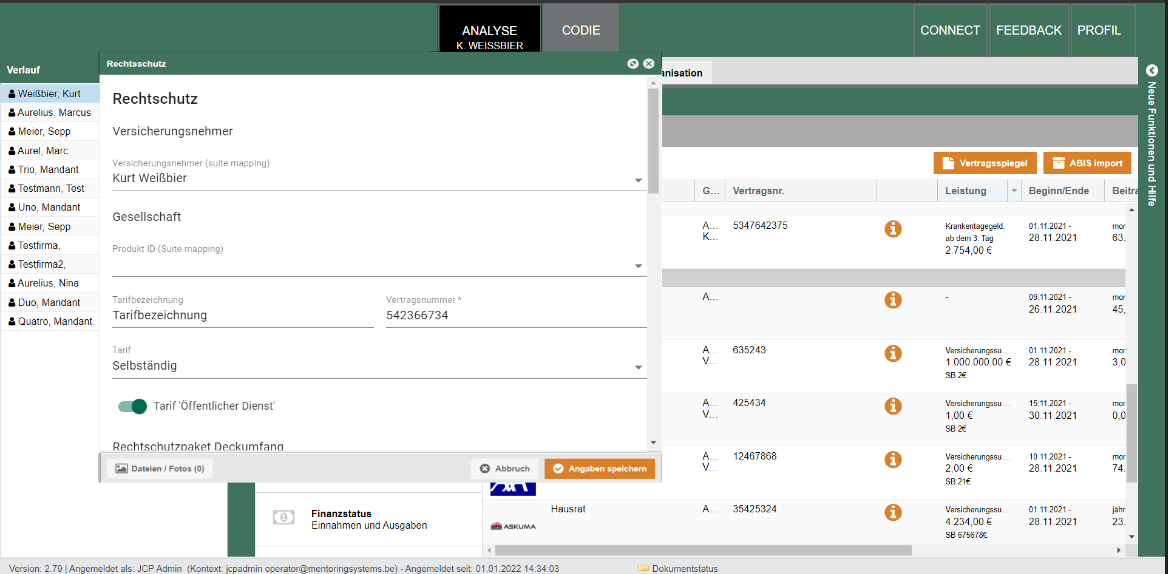 ANALYSE
K. WEISSBIER
CODIE
CONNECT
FEEDBACK
PROFIL
Verlauf
Weißbier, Kurt
Aurelius, Marcus
Meier, Sepp
Aurel, Marc
Trio, Mandant
Testmann, Test
Uno, Mandant
Meier, Sepp
Testfirma,
Testfirma2,
Aurelius, Nina
Duo, Mandant
Quatro, Mandant
Rechtsschutz
Rechtschutz
Versicherungsnehmer
Versicherungsnehmer (suite mapping)
Kurt Weißbier
Gesellschaft
Produkt ID (Suite mapping)
Tarifbezeichnung
Tarifbezeichnung
Vertragsnummer *
542366734
Tarif
Selbständig
Tarif 'Öffentlicher Dienst'
Rechtschutzpaket Deckumfang
Dateien / Fotos (0)
Abbruch
Angaben speichern
anisation
Neue Funktionen und Hilfe
Vertragsspiegel
ABIS import
G...
Vertragsnr.
Leistung
Beginn/Ende
Beitra
A...
K...
5347642375
Krankentagegeld,
ab dem 3. Tag
2.754,00 €
01.11.2021 -
28.11.2021
mor
63.
A...
-
09.11.2021 -
26.11.2021
mor
45,
A...
V...
635243
Versicherungssu...
1 000.000,00 €
SB 2€
01.11.2021 -
28.11.2021
mor
3,0
A...
V...
425434
Versicherungssu...
1,00 €
SB 2€
15.11.2021 -
30.11.2021
mor
0,0
A...
V...
12467868
Versicherungssu...
2,00 €
SB 21€
10.11.2021 -
28.11.2021
mor
74.
Finanzstatus
Einnahmen und Ausgaben
ASKUMA
Hausrat
A...
35425324
Versicherungssu...
4.234,00 €
SB 675678€
01.11.2021 -
28.11.2021
jahr
23.
Version: 2.79 | Angemeldet als: JCP Admin (Kontext: jcpadmin operator@mentoringsystems.be) - Angemeldet seit: 01.01.2022 14:34:03
Dokumentstatus